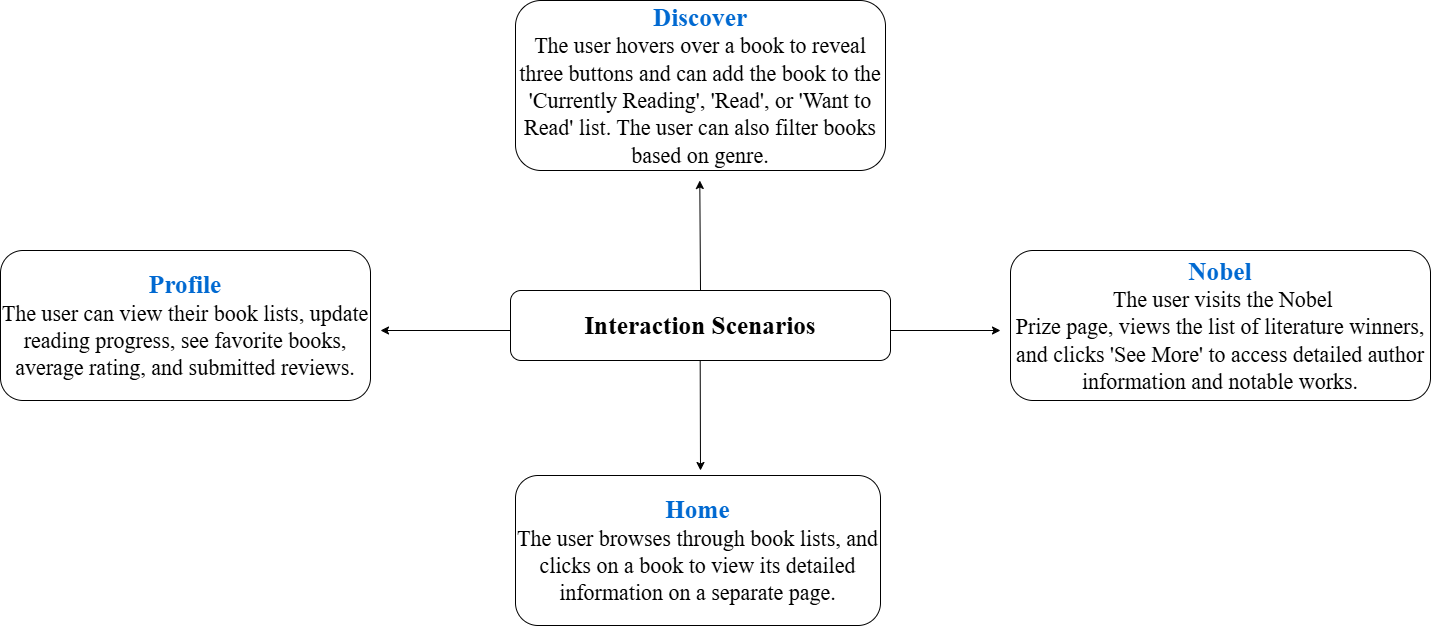 Discover
The user hovers over a book to reveal
three buttons and can add the book to the
'Currently Reading', 'Read', or 'Want to
Read' list. The user can also filter books
based on genre.
Profile
The user can view their book lists, update
reading progress, see favorite books,
average rating, and submitted reviews.
Interaction Scenarios
Nobel
The user visits the Nobel
Prize page, views the list of literature winners,
and clicks 'See More' to access detailed author
information and notable works.
Home
The user browses through book lists, and
clicks on a book to view its detailed
information on a separate page.